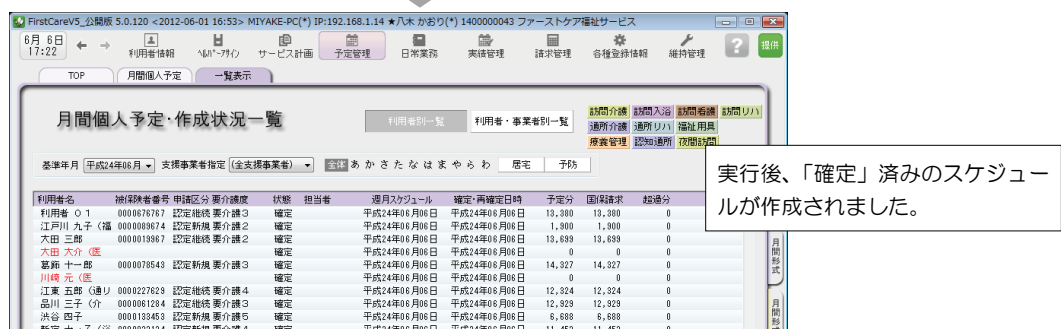 FirstCareV5_公開版 5.0.120 <2012-06-01 16:53> MIYAKE-PC(*) IP:192.168.1.14 ★八木 かおり(*) 1400000043 ファーストケア福祉サービス
6月 6日
17:22
利用者情報 ﾍﾙﾊﾟｰｱｻｲﾝ サービス計画 予定管理 日常業務 実績管理 請求管理 各種登録情報 維持管理 ? 提供
TOP 月間個人予定 一覧表示
月間個人予定・作成状況一覧
利用者別一覧 利用者・事業者別一覧
訪問介護 訪問入浴 訪問看護 訪問リハ
通所介護 通所リハ 福祉用具
療養管理 認知通所 夜間訪問
基準年月 平成24年06月 支援事業者指定 (全支援事業者) 全体 あ か さ た な は ま や ら わ 居宅 予防
実行後、「確定」済みのスケジュールが作成されました。
利用者名 被保険者番号 申請区分 要介護度 状態 担当者 週月スケジュール 確定・再確定日時 予定分 国保請求 超過分
利用者 ０１ 0000676767 認定継続 要介護３ 確定 平成24年06月06日 平成24年06月06日 13,380 13,380 0
江戸川 九子 (福 0000089674 認定新規 要介護２ 確定 平成24年06月06日 平成24年06月06日 1,900 1,900 0
大田 三郎 0000019967 認定継続 要介護２ 確定 平成24年06月06日 平成24年06月06日 13,699 13,699 0
大田 大介 (医 確定 平成24年06月06日 平成24年06月06日 0 0 0
葛飾 十一郎 0000078543 認定新規 要介護３ 確定 平成24年06月06日 平成24年06月06日 14,327 14,327 0
川崎 元 (医 確定 平成24年06月06日 平成24年06月06日 0 0 0
江東 五郎 (通リ 0000227629 認定継続 要介護４ 確定 平成24年06月06日 平成24年06月06日 12,324 12,324 0
品川 三子 (介 0000061284 認定継続 要介護３ 確定 平成24年06月06日 平成24年06月06日 12,929 12,929 0
渋谷 四子 0000133453 認定継続 要介護５ 確定 平成24年06月06日 平成24年06月06日 6,688 6,688 0
月間形式
月間形